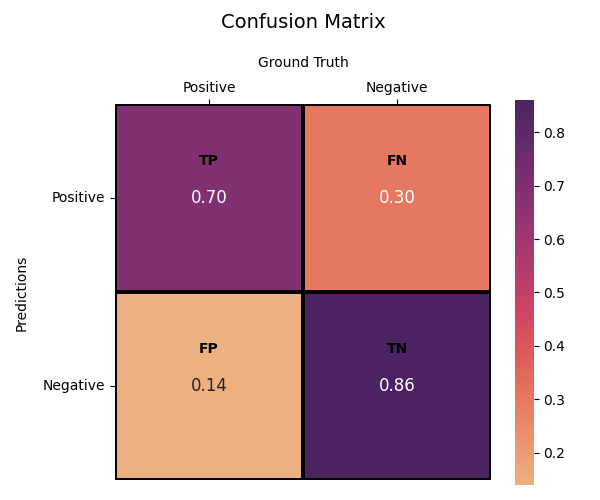 Confusion Matrix
Ground Truth
Positive Negative
0.8
TP FN
0.7
Positive 0.70 0.30
0.6
0.5
Predictions
0.4
FP TN
Negative 0.14 0.86
0.3
0.2